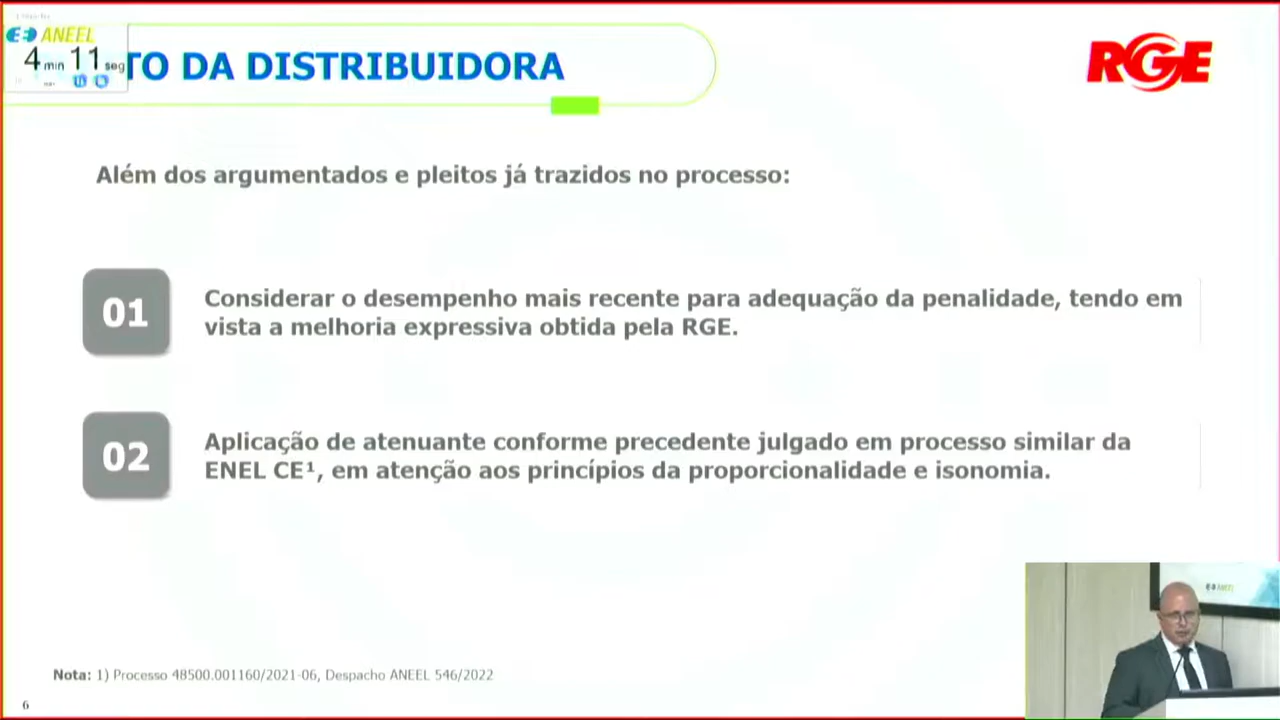 ANEEL
4 min 11 seg
TO DA DISTRIBUIDORA
RGE
Além dos argumentados e pleitos já trazidos no processo:
01
Considerar o desempenho mais recente para adequação da penalidade, tendo em
vista a melhoria expressiva obtida pela RGE.
02
Aplicação de atenuante conforme precedente julgado em processo similar da
ENEL CE¹, em atenção aos princípios da proporcionalidade e isonomia.
ANEEL
Nota: 1) Processo 48500.001160/2021-06, Despacho ANEEL 546/2022
6